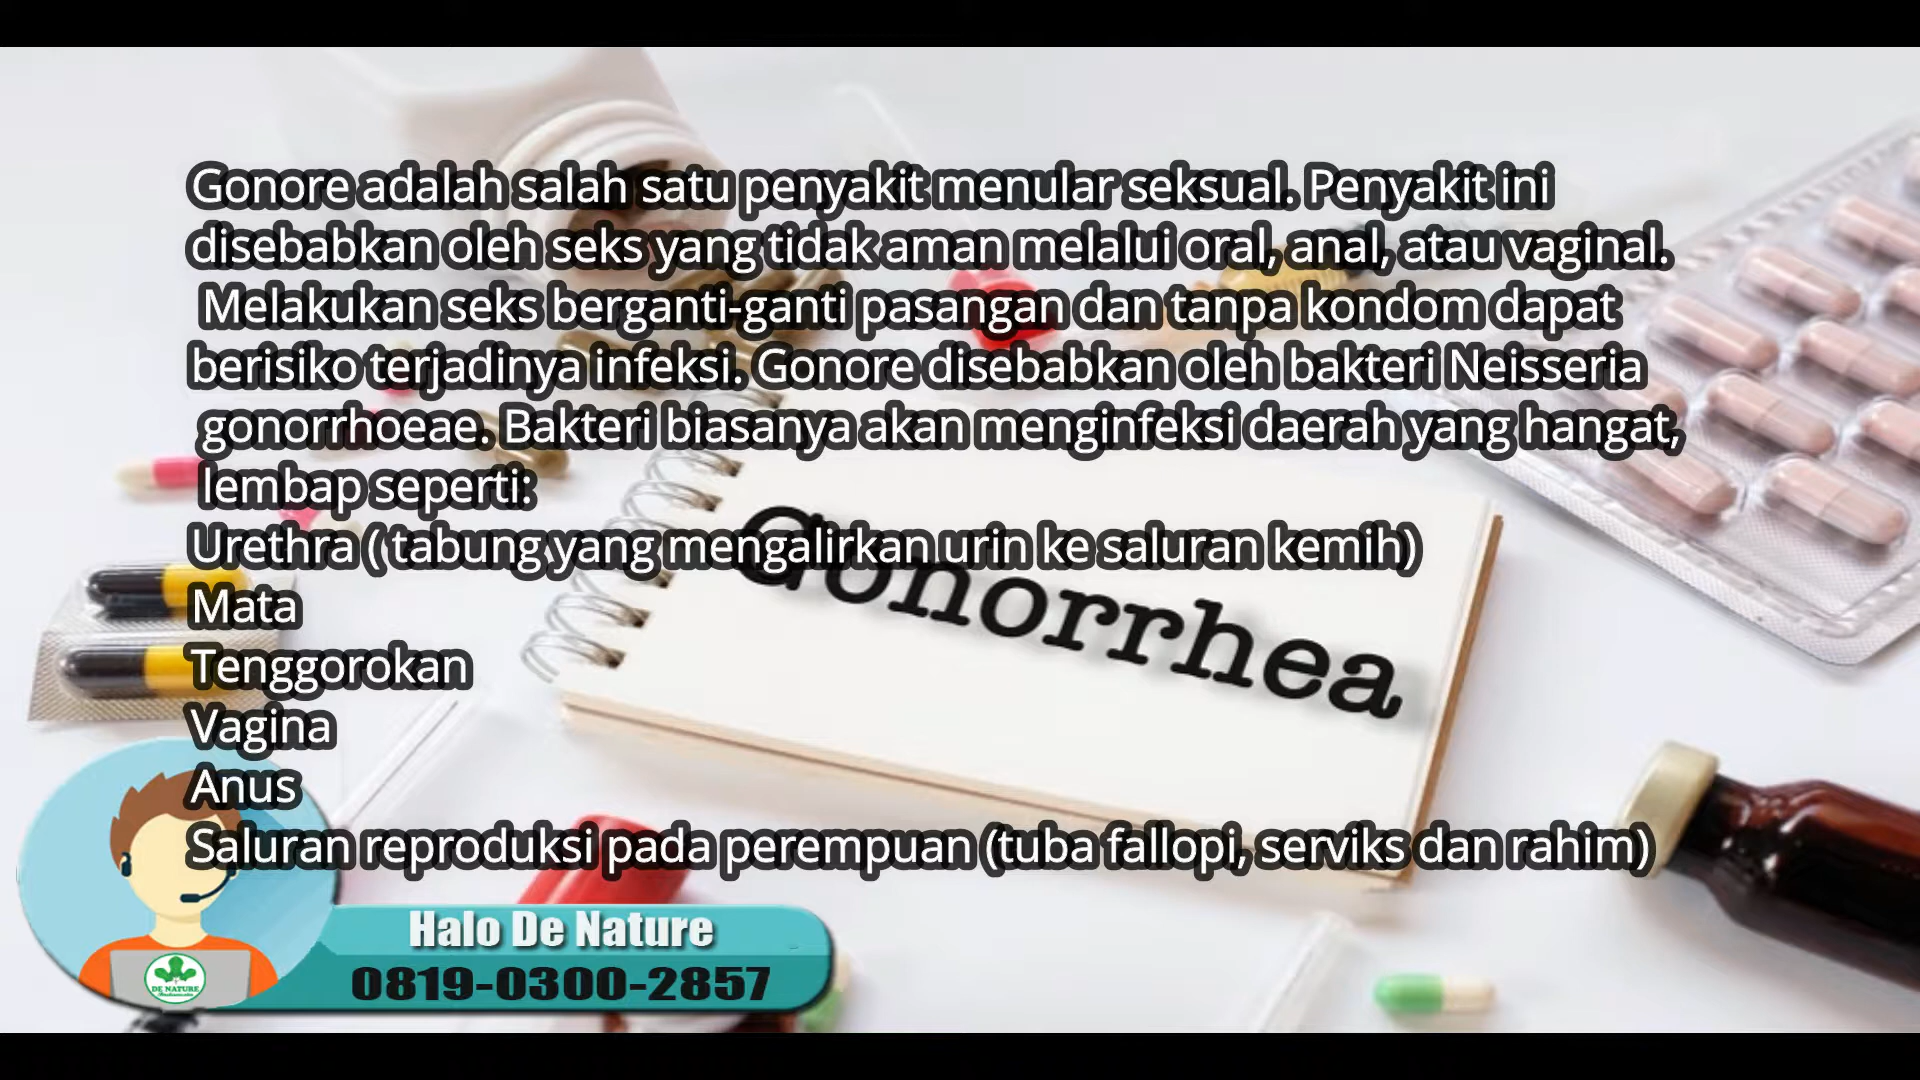 Gonore adalah salah satu penyakit menular seksual. Penyakit ini
disebabkan oleh seks yang tidak aman melalui oral, anal, atau vaginal.
Melakukan seks berganti-ganti pasangan dan tanpa kondom dapat
berisiko terjadinya infeksi. Gonore disebabkan oleh bakteri Neisseria
gonorrhoeae. Bakteri biasanya akan menginfeksi daerah yang hangat,
lembap seperti:
Urethra ( tabung yang mengalirkan urin ke saluran kemih)
Mata
Tenggorokan
Vagina
Anus
Saluran reproduksi pada perempuan (tuba fallopi, serviks dan rahim)
Gonorrhea
Halo De Nature
0819-0300-2857
DE NATURE